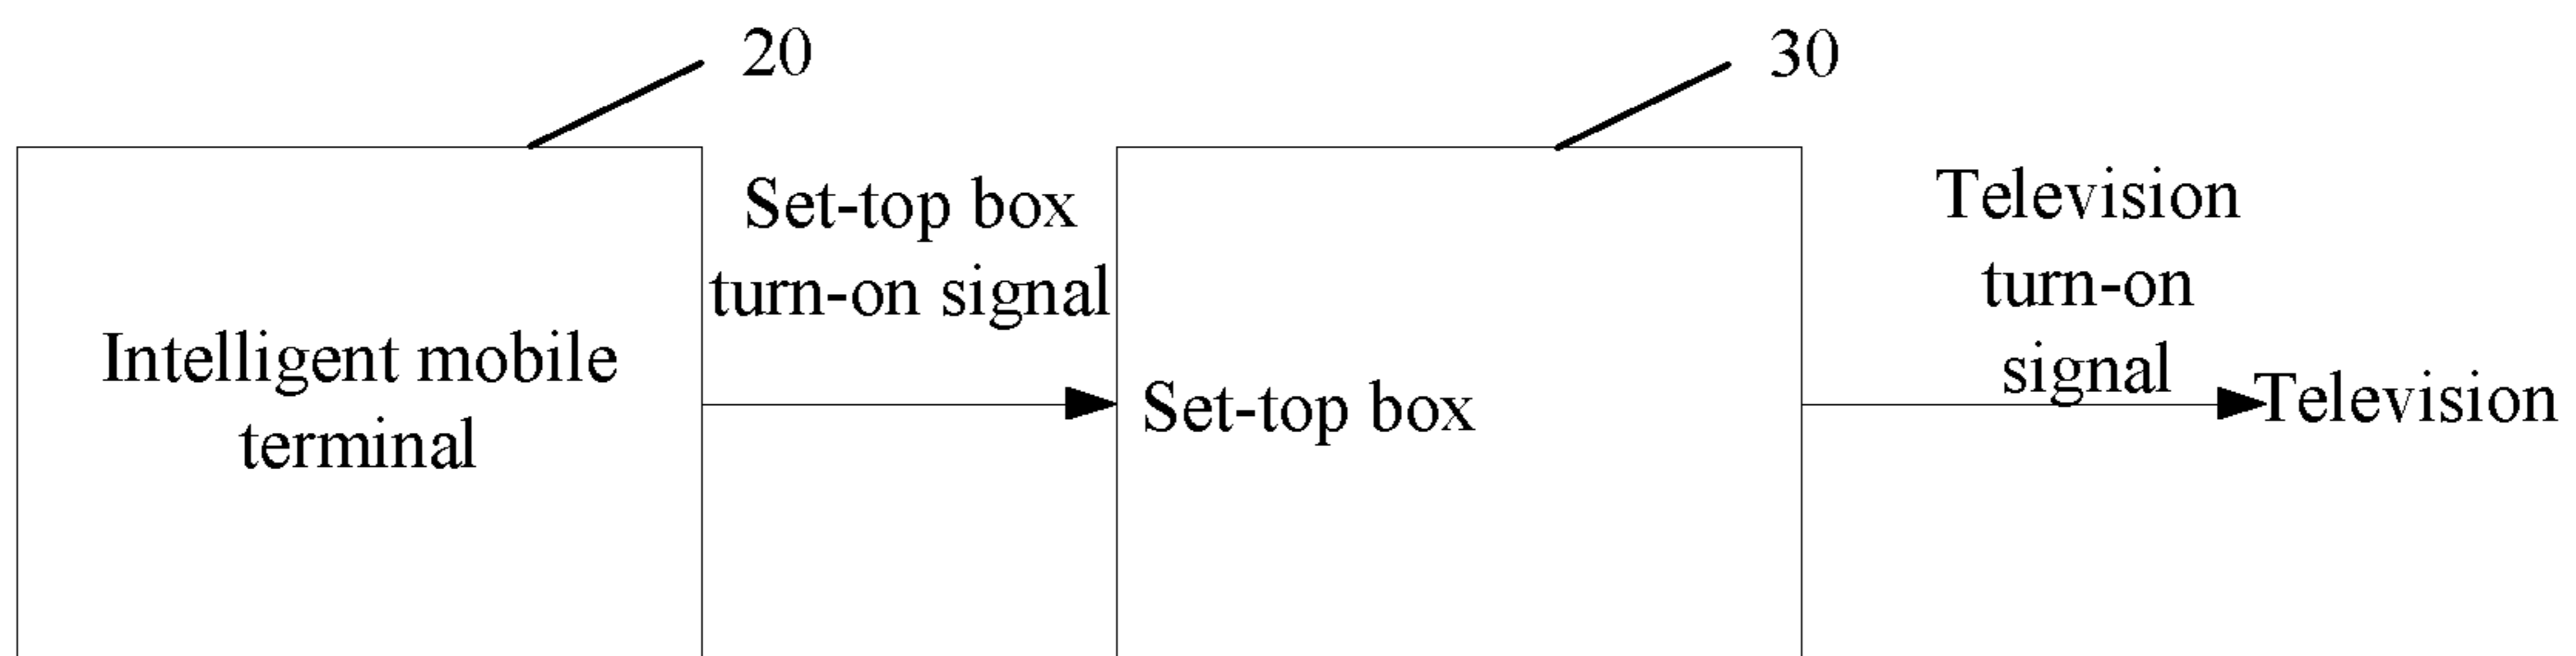 20
30
Set-top box
turn-on signal
Television
turn-on
signal
Intelligent mobile
terminal
Set-top box
Television